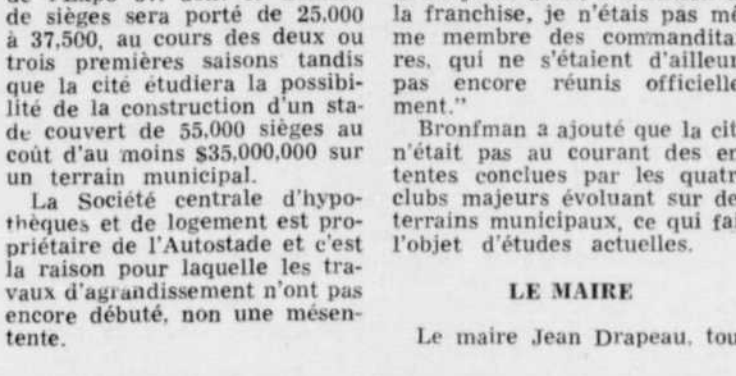 de sièges sera porté de 25,000
à 37,500, au cours des deux ou
trois premières saisons tandis
que la cité étudiera la possibi-
lité de la construction d'un sta-
de couvert de 55,000 sièges au
coût d'au moins $35,000,000 sur
un terrain municipal.
La Société centrale d'hypo-
thèques et de logement est pro-
priétaire de l'Autostade et c'est
la raison pour laquelle les tra-
vaux d'agrandissement n'ont pas
encore débuté, non une mésen-
tente.
la franchise, je n'étais pas mê
me membre des commandita
res, qui ne s'étaient d'ailleur
pas encore réunis officielle
ment."
Bronfman a ajouté que la cit
n'était pas au courant des en
tentes conclues par les quatr
clubs majeurs évoluant sur de
terrains municipaux, ce qui fai
l'objet d'études actuelles.
LE MAIRE
Le maire Jean Drapeau, tou